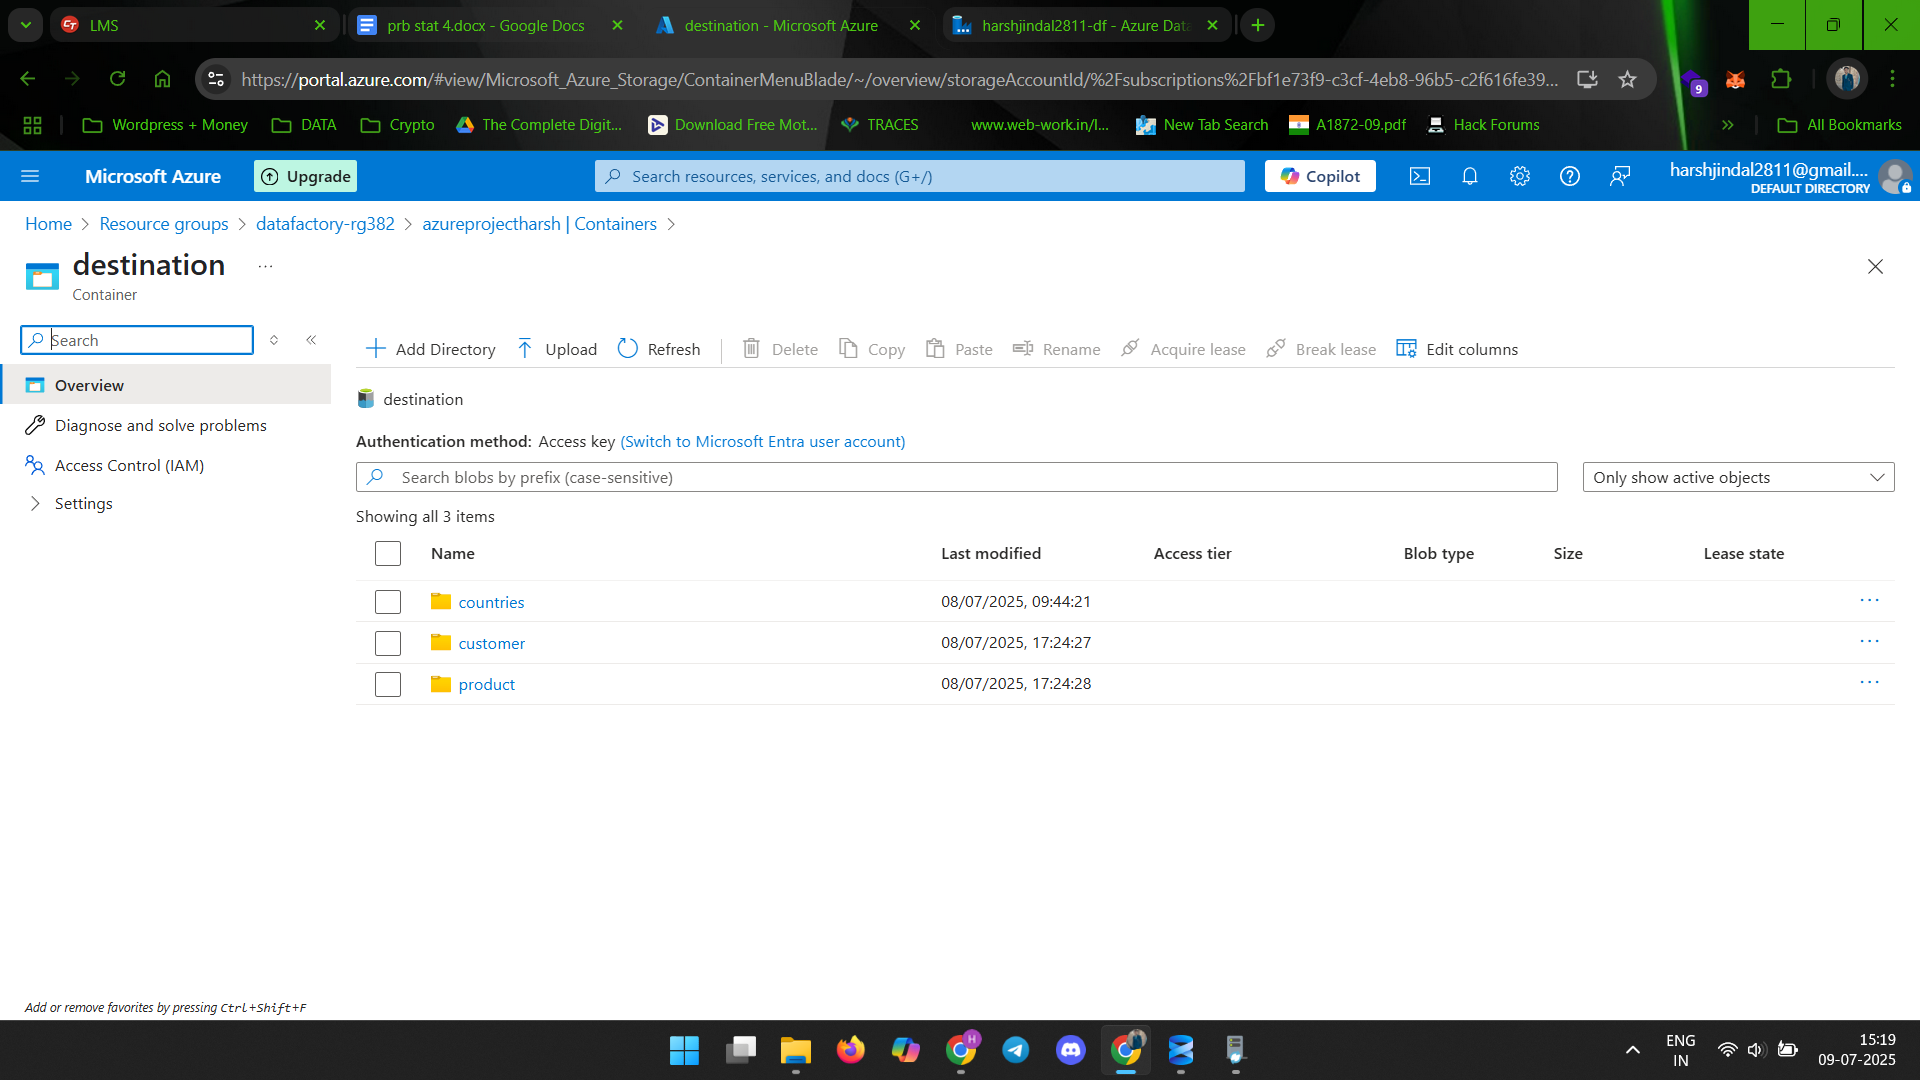 LMS
prb stat 4.docx - Google Docs
destination - Microsoft Azure
harshjindal2811-df - Azure Data
https://portal.azure.com/#view/Microsoft_Azure_Storage/ContainerMenuBlade/~/overview/storageAccountId/%2Fsubscriptions%2Fbf1e73f9-c3cf-4eb8-96b5-c2f616fe39...
9
Wordpress + Money
DATA
Crypto
The Complete Digit...
Download Free Mot...
TRACES
www.web-work.in/l...
New Tab Search
A1872-09.pdf
Hack Forums
All Bookmarks
Microsoft Azure
Upgrade
Search resources, services, and docs (G+/)
Copilot
harshjindal2811@gmail....
DEFAULT DIRECTORY
Home > Resource groups > datafactory-rg382 > azureprojectharsh | Containers >
destination ...
Container
Search
Overview
Diagnose and solve problems
Access Control (IAM)
Settings
Add Directory Upload Refresh Delete Copy Paste Rename Acquire lease Break lease Edit columns
destination
Authentication method: Access key (Switch to Microsoft Entra user account)
Search blobs by prefix (case-sensitive)
Only show active objects
Showing all 3 items
Name Last modified Access tier Blob type Size Lease state
countries 08/07/2025, 09:44:21 ...
customer 08/07/2025, 17:24:27 ...
product 08/07/2025, 17:24:28 ...
Add or remove favorites by pressing Ctrl+Shift+F
H
ENG
IN
15:19
09-07-2025